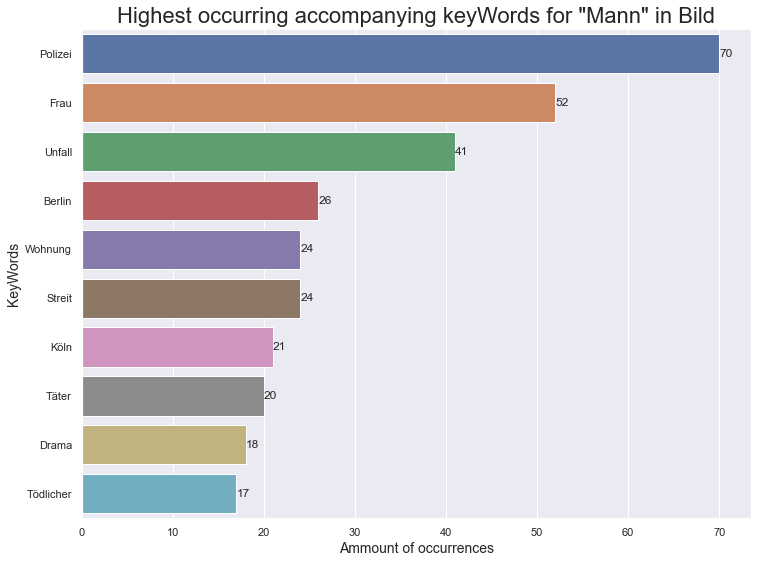 Highest occurring accompanying keyWords for "Mann" in Bild
KeyWords
Polizei 70
Frau 52
Unfall 41
Berlin 26
Wohnung 24
Streit 24
Köln 21
Täter 20
Drama 18
Tödlicher 17
0 10 20 30 40 50 60 70
Ammount of occurrences